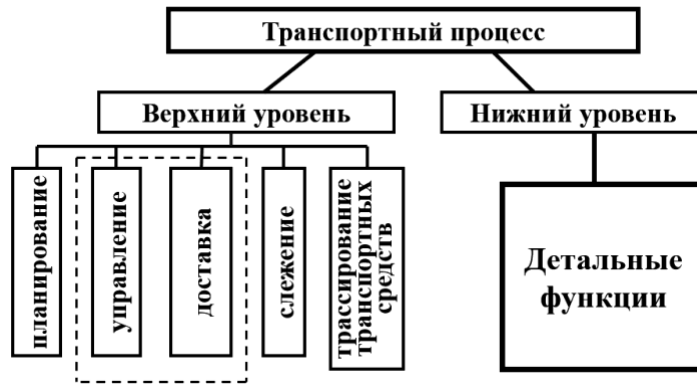 Транспортный процесс
Верхний уровень
Нижний уровень
планирование
управление
доставка
слежение
трассирование
транспортных
средств
Детальные
функции